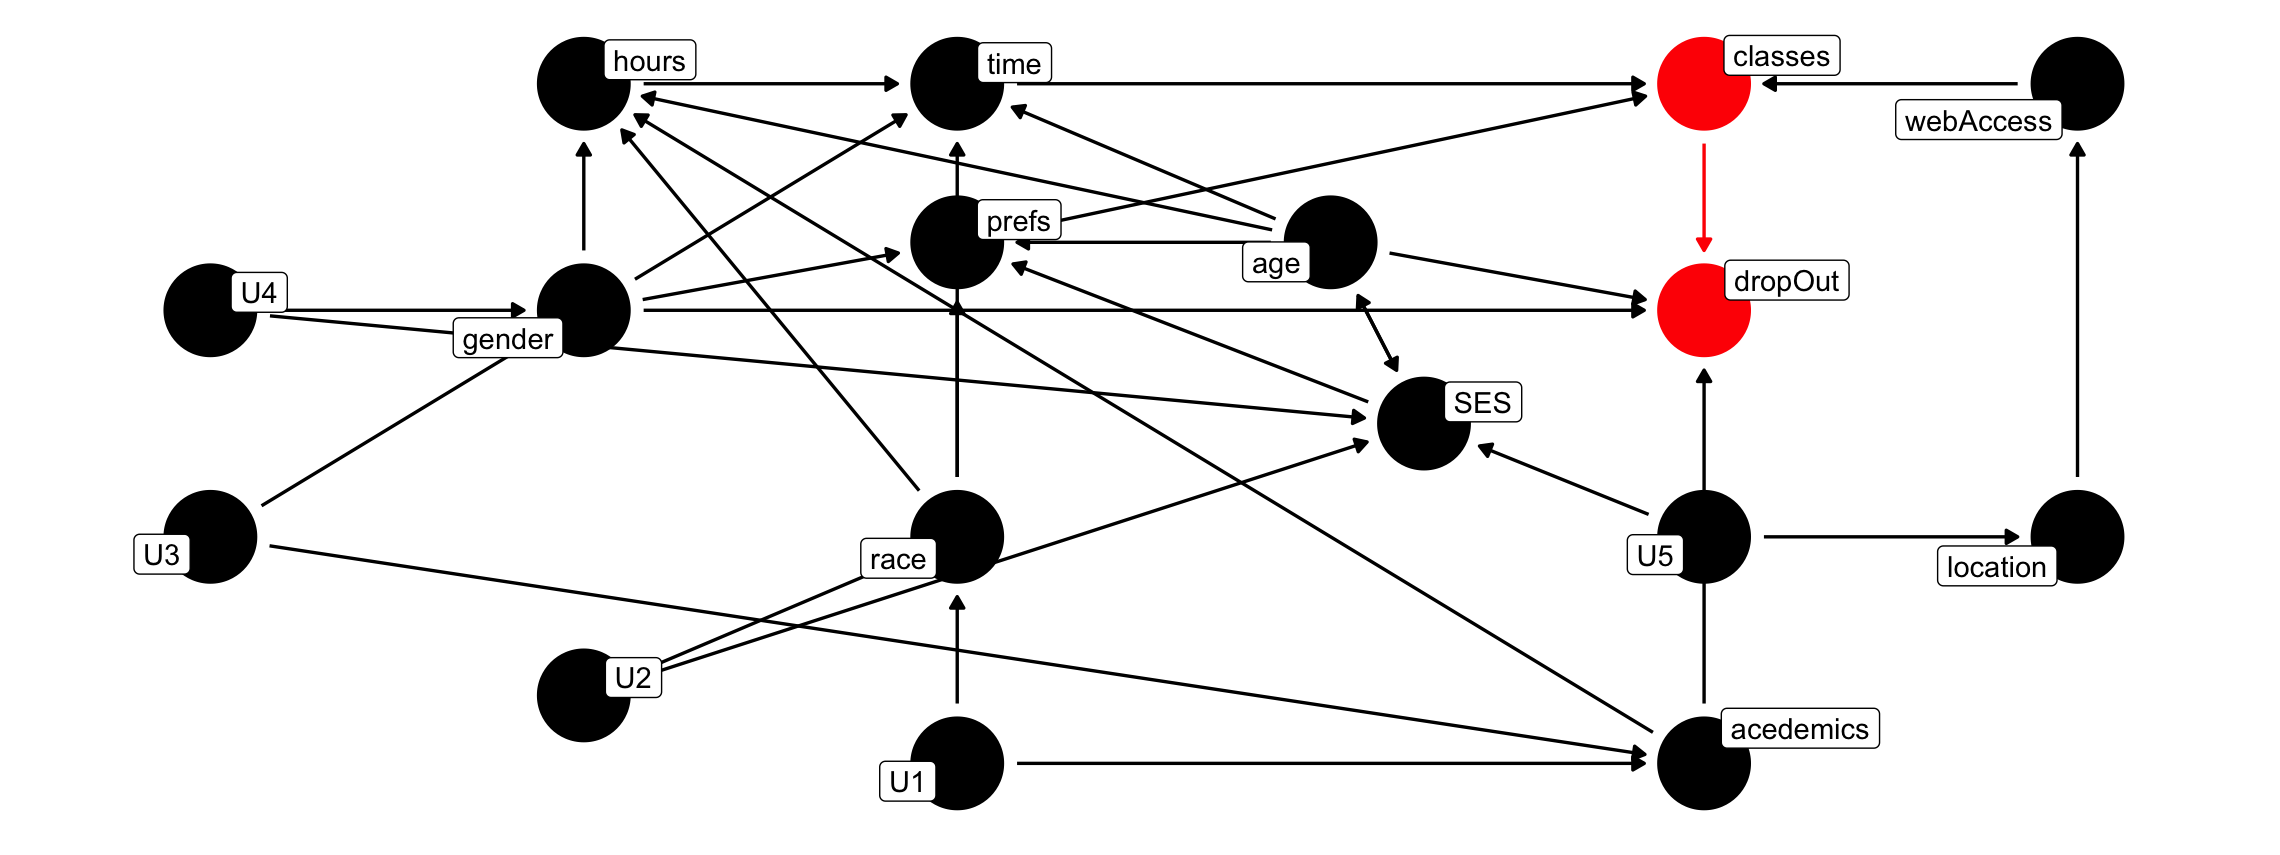 hours
time
classes
webAccess
prefs
age
U4
gender
dropOut
SES
U3
race
U5
location
U2
U1
acedemics